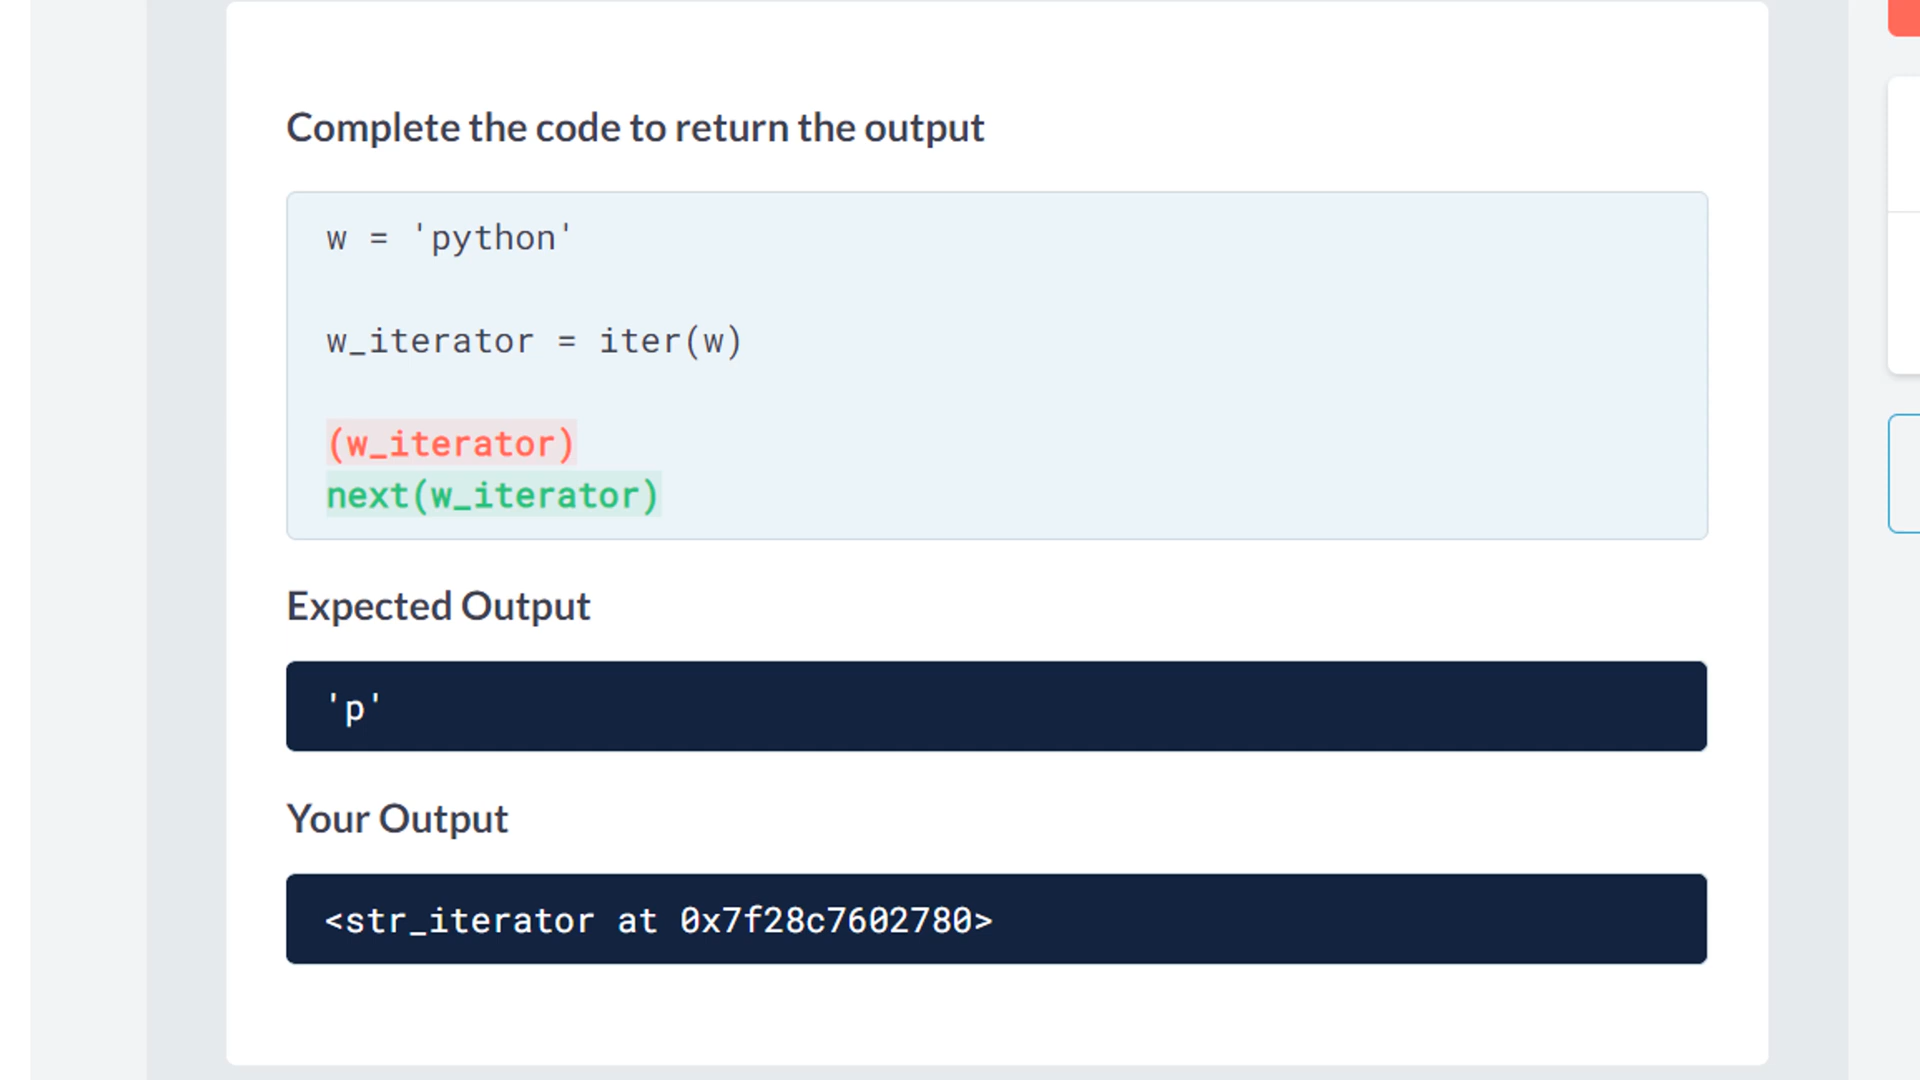 Complete the code to return the output
w = 'python'
w_iterator = iter(w)
(w_iterator)
next(w_iterator)
Expected Output
'p'
Your Output
<str_iterator at 0x7f28c7602780>